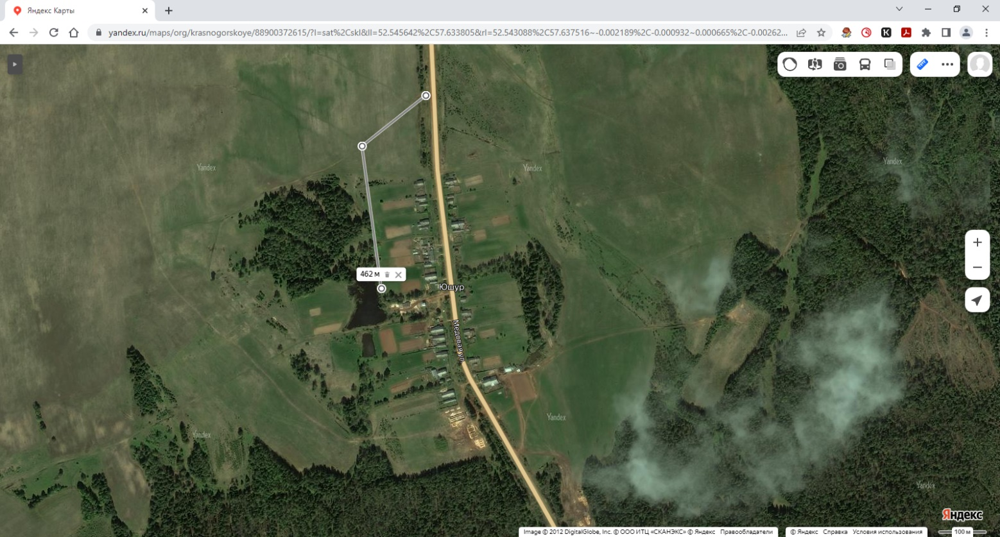 Яндекс Карты
yandex.ru/maps/org/krasnogorskoye/88900372615/?l=sat%2Cskl&ll=52.545642%2C57.633805&rl=52.543088%2C57.637516~-0.002189%2C-0.000932~0.000665%2C-0.00262...
Yandex
Yandex
Yandex
462 м
Юшур
Медовая ул
Yandex
Yandex
Yandex
Яндекс
Image © 2012 DigitalGlobe, Inc. © ООО ИТЦ «СКАНЭКС» © Яндекс Правообладатели
© Яндекс Справка Условия использования
100 м